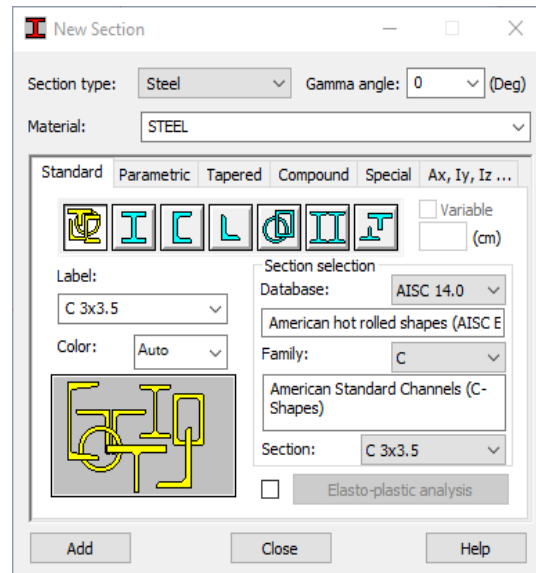 New Section
Section type: Steel Gamma angle: 0 (Deg)
Material: STEEL
Standard Parametric Tapered Compound Special Ax, Iy, Iz ...
Variable
(cm)
Label:
C 3x3.5
Color: Auto
Section selection
Database: AISC 14.0
American hot rolled shapes (AISC E
Family: C
American Standard Channels (C-
Shapes)
Section: C 3x3.5
Elasto-plastic analysis
Add Close Help